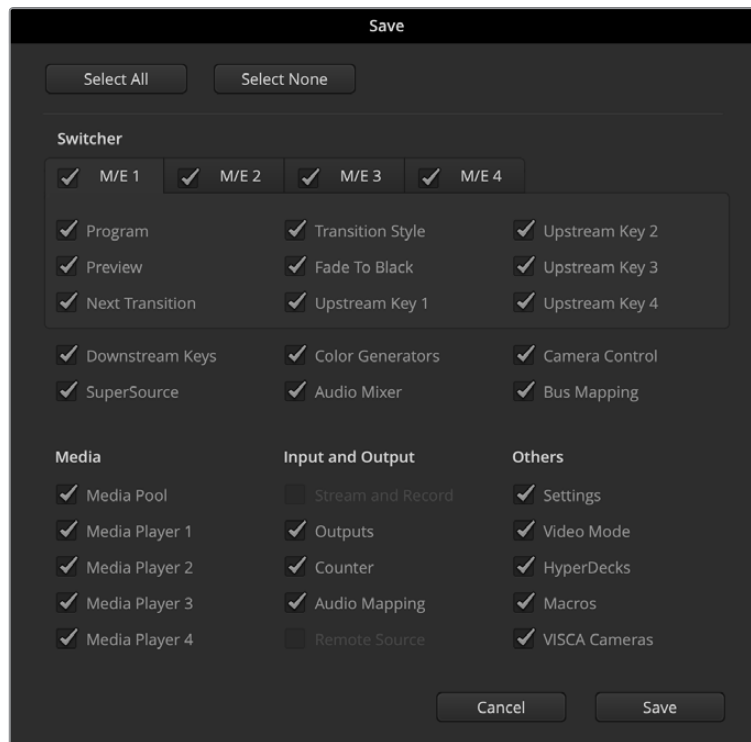 Save
Select All Select None
Switcher
M/E 1 M/E 2 M/E 3 M/E 4
Program Transition Style Upstream Key 2
Preview Fade To Black Upstream Key 3
Next Transition Upstream Key 1 Upstream Key 4
Downstream Keys Color Generators Camera Control
SuperSource Audio Mixer Bus Mapping
Media Input and Output Others
Media Pool Stream and Record Settings
Media Player 1 Outputs Video Mode
Media Player 2 Counter HyperDecks
Media Player 3 Audio Mapping Macros
Media Player 4 Remote Source VISCA Cameras
Cancel Save